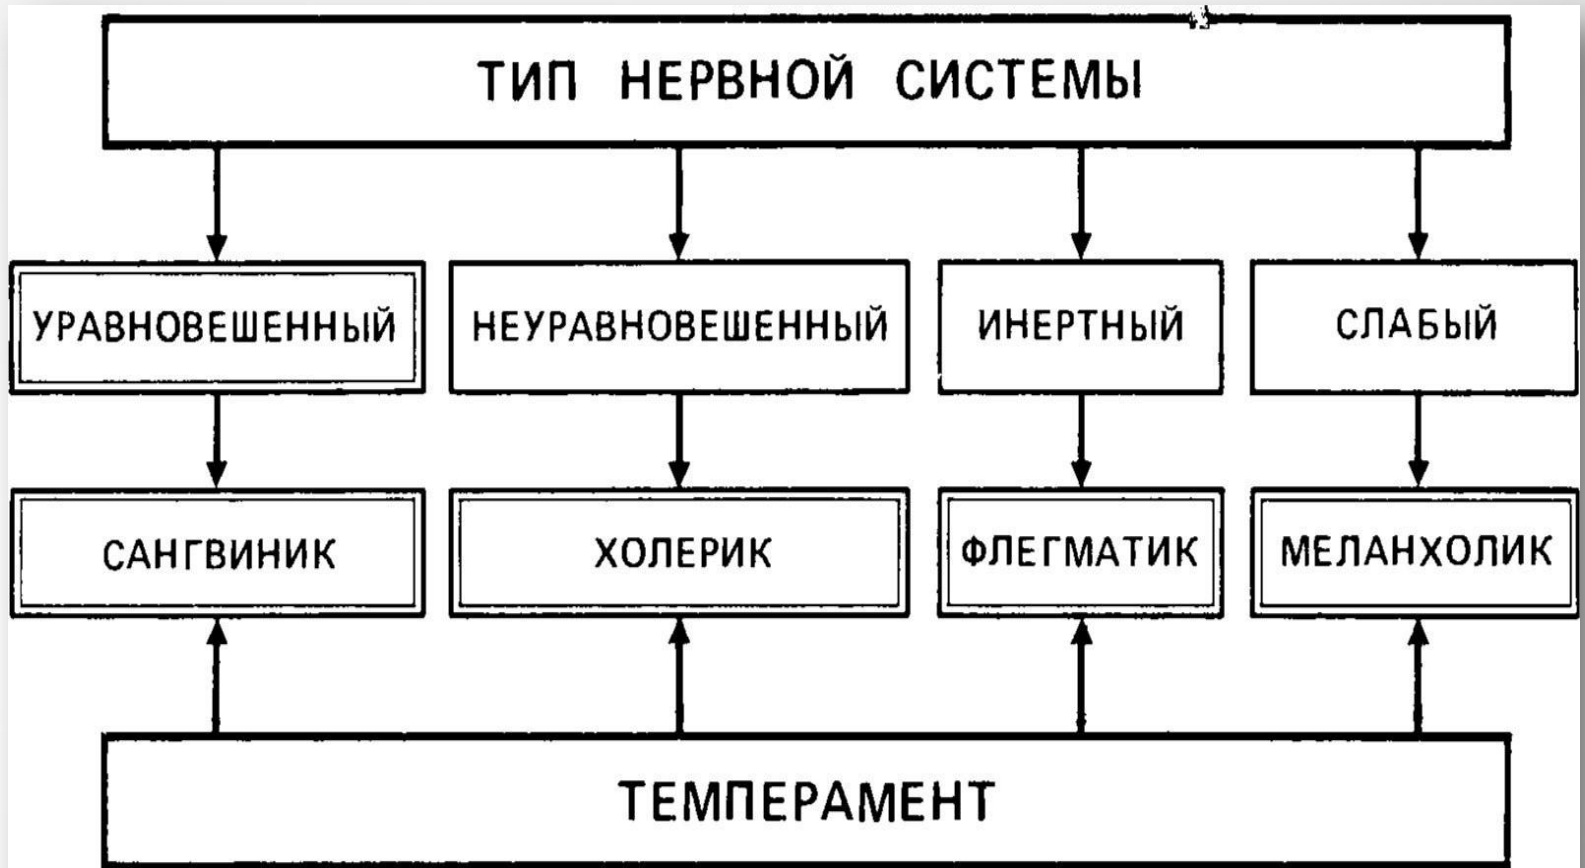 ТИП НЕРВНОЙ СИСТЕМЫ
УРАВНОВЕШЕННЫЙ
НЕУРАВНОВЕШЕННЫЙ
ИНЕРТНЫЙ
СЛАБЫЙ
САНГВИНИК
ХОЛЕРИК
ФЛЕГМАТИК
МЕЛАНХОЛИК
ТЕМПЕРАМЕНТ